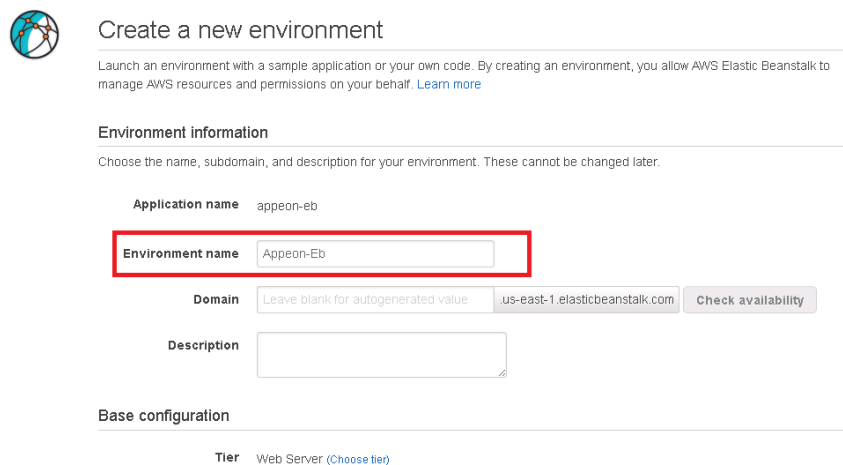 Create a new environment
Launch an environment with a sample application or your own code. By creating an environment, you allow AWS Elastic Beanstalk to
manage AWS resources and permissions on your behalf. Learn more
Environment information
Choose the name, subdomain, and description for your environment. These cannot be changed later.
Application name appeon-eb
Environment name Appeon-Eb
Domain Leave blank for autogenerated value .us-east-1.elasticbeanstalk.com Check availability
Description
Base configuration
Tier Web Server (Choose tier)